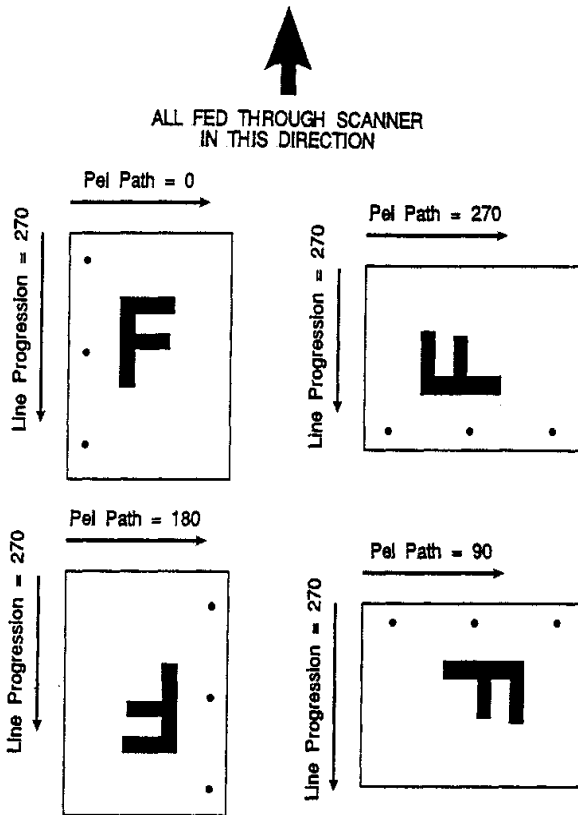 ALL FED THROUGH SCANNER
IN THIS DIRECTION
Pel Path = 0
Line Progression = 270
F
Pel Path = 270
Line Progression = 270
F
Pel Path = 180
Line Progression = 270
F
Pel Path = 90
Line Progression = 270
F